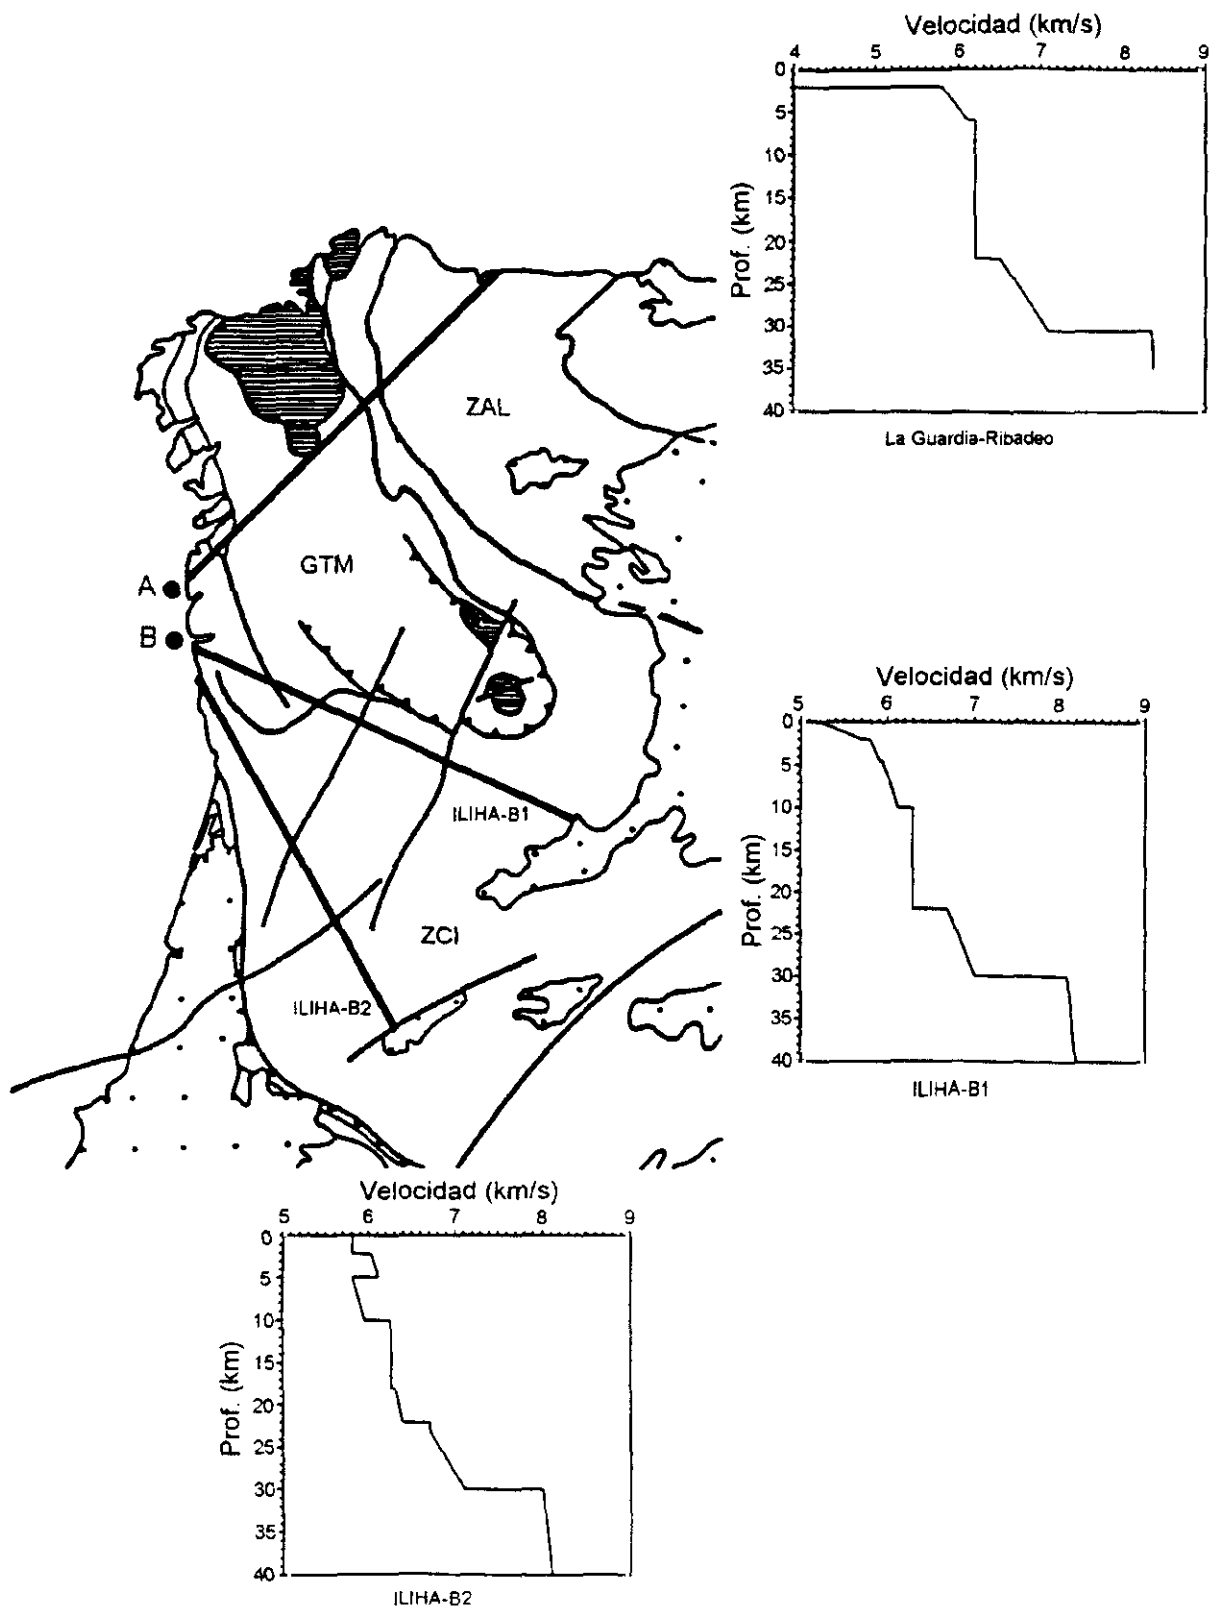 Velocidad (km/s)
4 5 6 7 8 9
0
5
10
15
20
25
30
35
40
Prof. (km)
La Guardia-Ribadeo
ZAL
GTM
A
B
ILIHA-B1
ZCI
ILIHA-B2
Velocidad (km/s)
5 6 7 8 9
0
5
10
15
20
25
30
35
40
Prof. (km)
ILIHA-B1
Velocidad (km/s)
5 6 7 8 9
0
5
10
15
20
25
30
35
40
Prof. (km)
ILIHA-B2